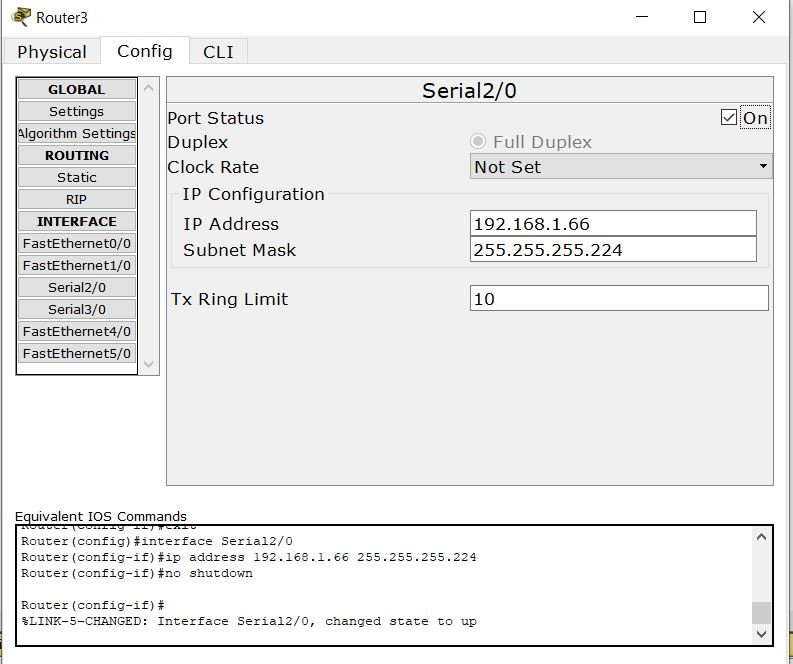 Router3
Physical Config CLI
GLOBAL
Settings
Algorithm Settings
ROUTING
Static
RIP
INTERFACE
FastEthernet0/0
FastEthernet1/0
Serial2/0
Serial3/0
FastEthernet4/0
FastEthernet5/0
Serial2/0
Port Status On
Duplex Full Duplex
Clock Rate Not Set
IP Configuration
IP Address 192.168.1.66
Subnet Mask 255.255.255.224
Tx Ring Limit 10
Equivalent IOS Commands
Router(config-if)#exit
Router(config)#interface Serial2/0
Router(config-if)#ip address 192.168.1.66 255.255.255.224
Router(config-if)#no shutdown
Router(config-if)#
%LINK-5-CHANGED: Interface Serial2/0, changed state to up